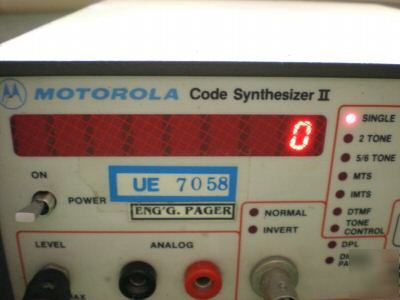 MOTOROLA Code Synthesizer II
0
SINGLE
2 TONE
5/6 TONE
MTS
IMTS
DTMF
TONE
CONTROL
DPL
ON
POWER
UE 7058
ENG'G. PAGER
NORMAL
INVERT
LEVEL
ANALOG